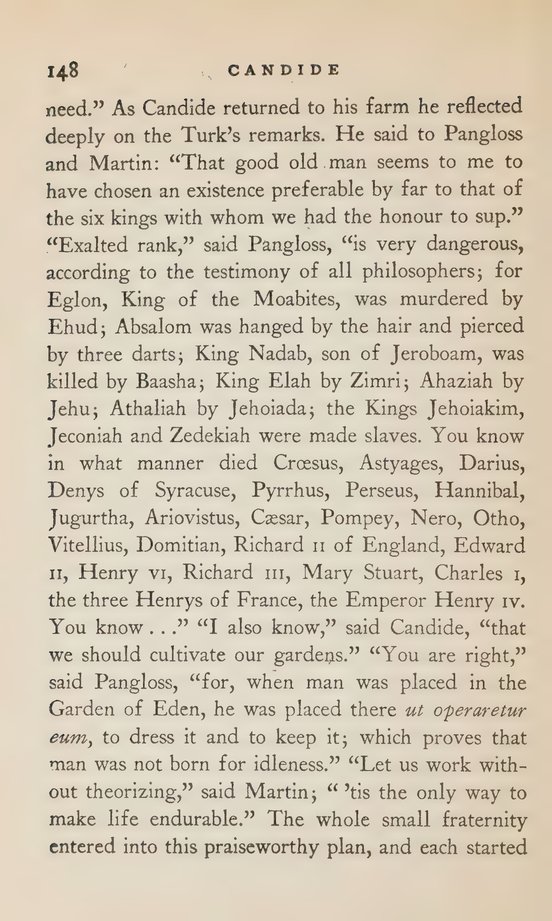 148 CANDIDE
need.” As Candide returned to his farm he reflected
deeply on the Turk’s remarks. He said to Pangloss
and Martin: “That good old man seems to me to
have chosen an existence preferable by far to that of
the six kings with whom we had the honour to sup.”
“Exalted rank,” said Pangloss, “is very dangerous,
according to the testimony of all philosophers; for
Eglon, King of the Moabites, was murdered by
Ehud; Absalom was hanged by the hair and pierced
by three darts; King Nadab, son of Jeroboam, was
killed by Baasha; King Elah by Zimri; Ahaziah by
Jehu; Athaliah by Jehoiada; the Kings Jehoiakim,
Jeconiah and Zedekiah were made slaves. You know
in what manner died Crœsus, Astyages, Darius,
Denys of Syracuse, Pyrrhus, Perseus, Hannibal,
Jugurtha, Ariovistus, Cæsar, Pompey, Nero, Otho,
Vitellius, Domitian, Richard II of England, Edward
II, Henry VI, Richard III, Mary Stuart, Charles I,
the three Henrys of France, the Emperor Henry IV.
You know . . .” “I also know,” said Candide, “that
we should cultivate our gardens.” “You are right,”
said Pangloss, “for, when man was placed in the
Garden of Eden, he was placed there ut operaretur
eum, to dress it and to keep it; which proves that
man was not born for idleness.” “Let us work with-
out theorizing,” said Martin; “ ’tis the only way to
make life endurable.” The whole small fraternity
entered into this praiseworthy plan, and each started